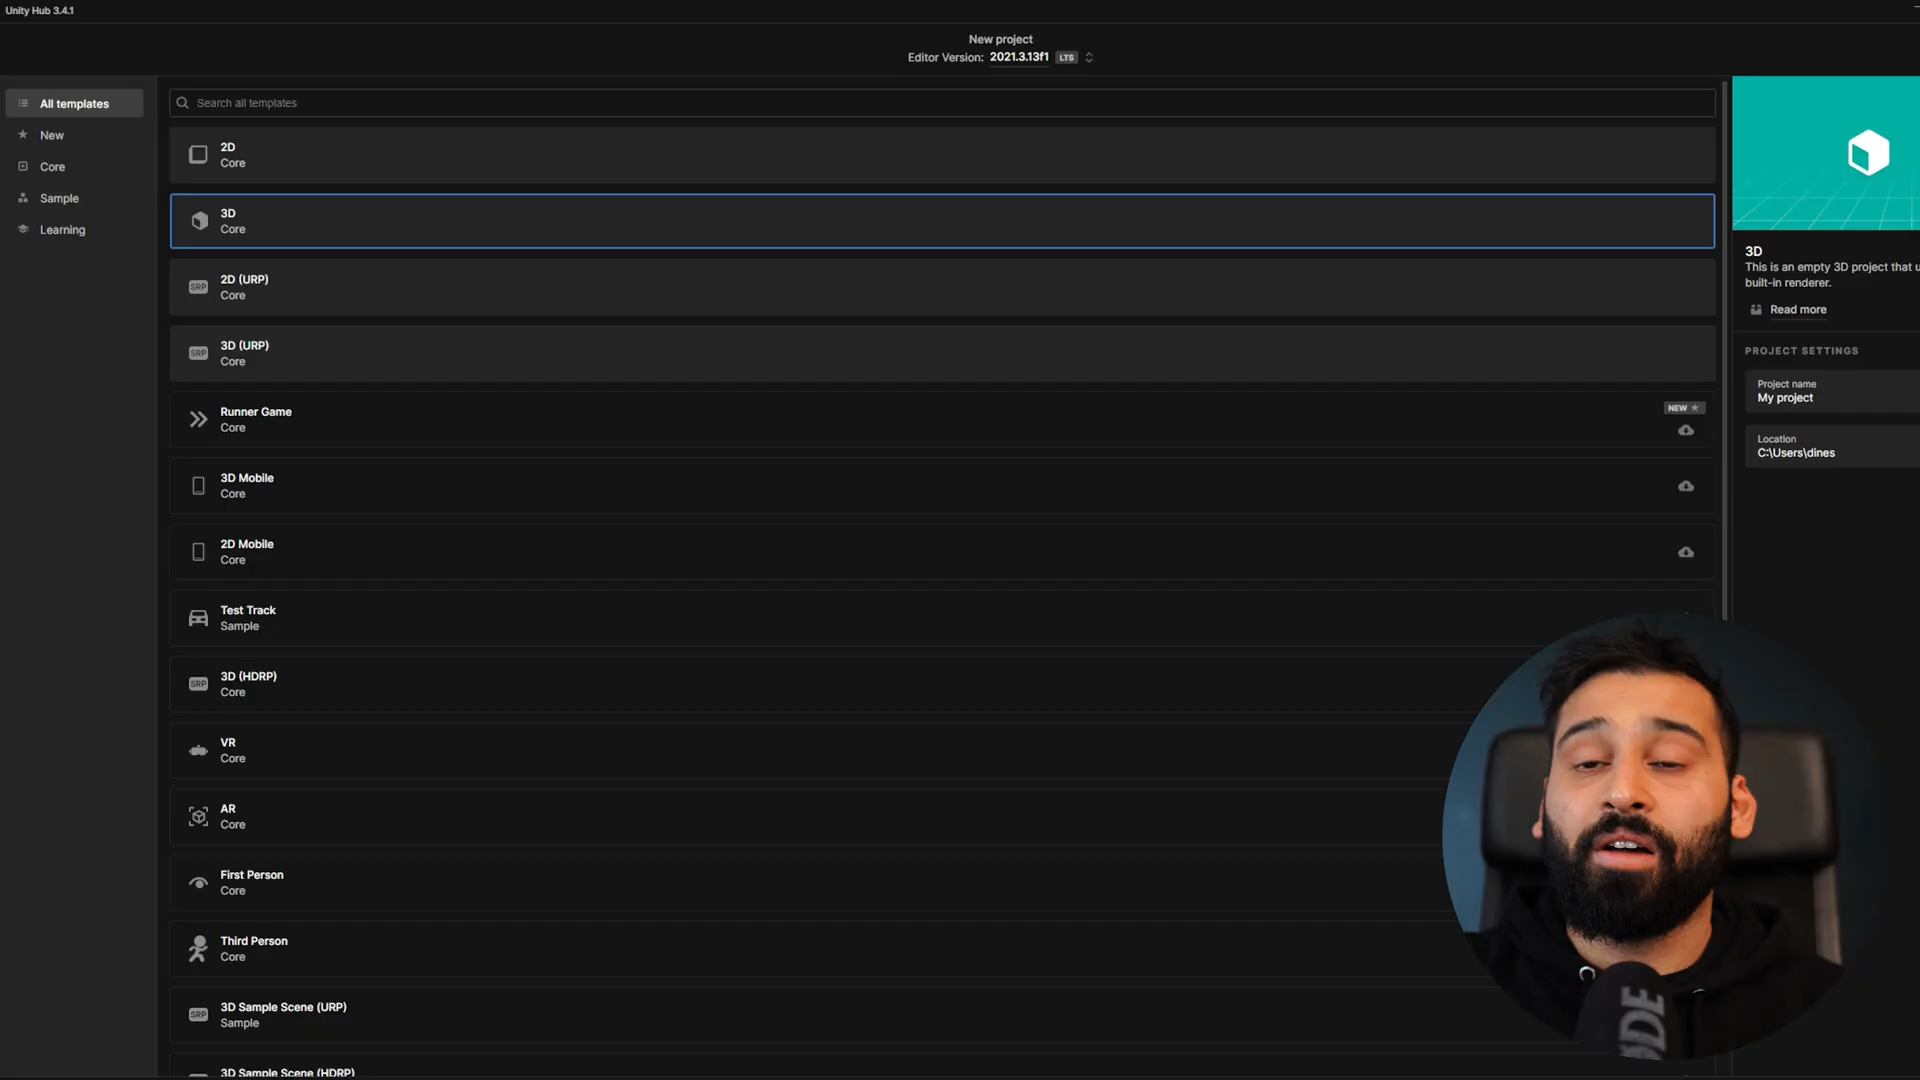 Unity Hub 3.4.1
New project
Editor Version: 2021.3.13f1 LTS
All templates
New
Core
Sample
Learning
Search all templates
2D
Core
3D
Core
SRP
2D (URP)
Core
SRP
3D (URP)
Core
Runner Game
Core
NEW
3D Mobile
Core
2D Mobile
Core
Test Track
Sample
SRP
3D (HDRP)
Core
VR
Core
AR
Core
First Person
Core
Third Person
Core
SRP
3D Sample Scene (URP)
Sample
3D Sample Scene (HDRP)
3D
This is an empty 3D project that u
built-in renderer.
Read more
PROJECT SETTINGS
Project name
My project
Location
C:\Users\dines